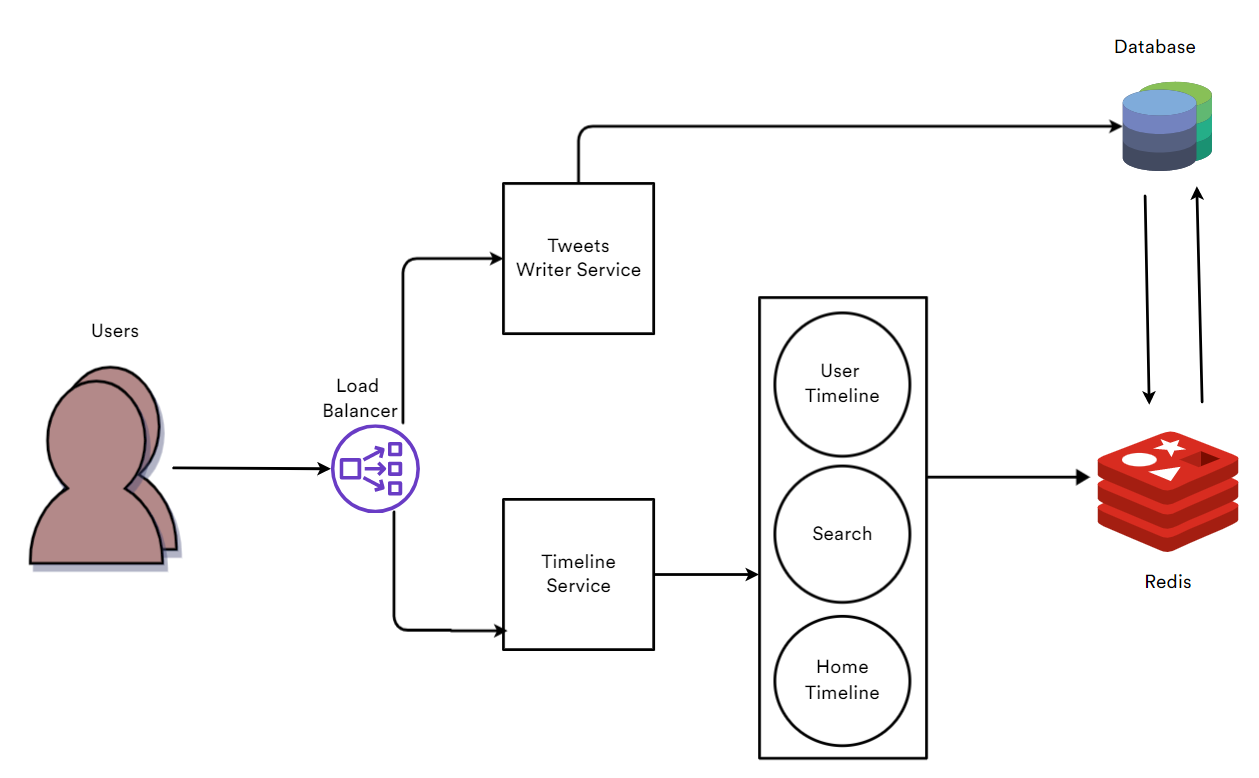 Database
Tweets
Writer Service
Users
User
Timeline
Load
Balancer
Search
Timeline
Service
Redis
Home
Timeline